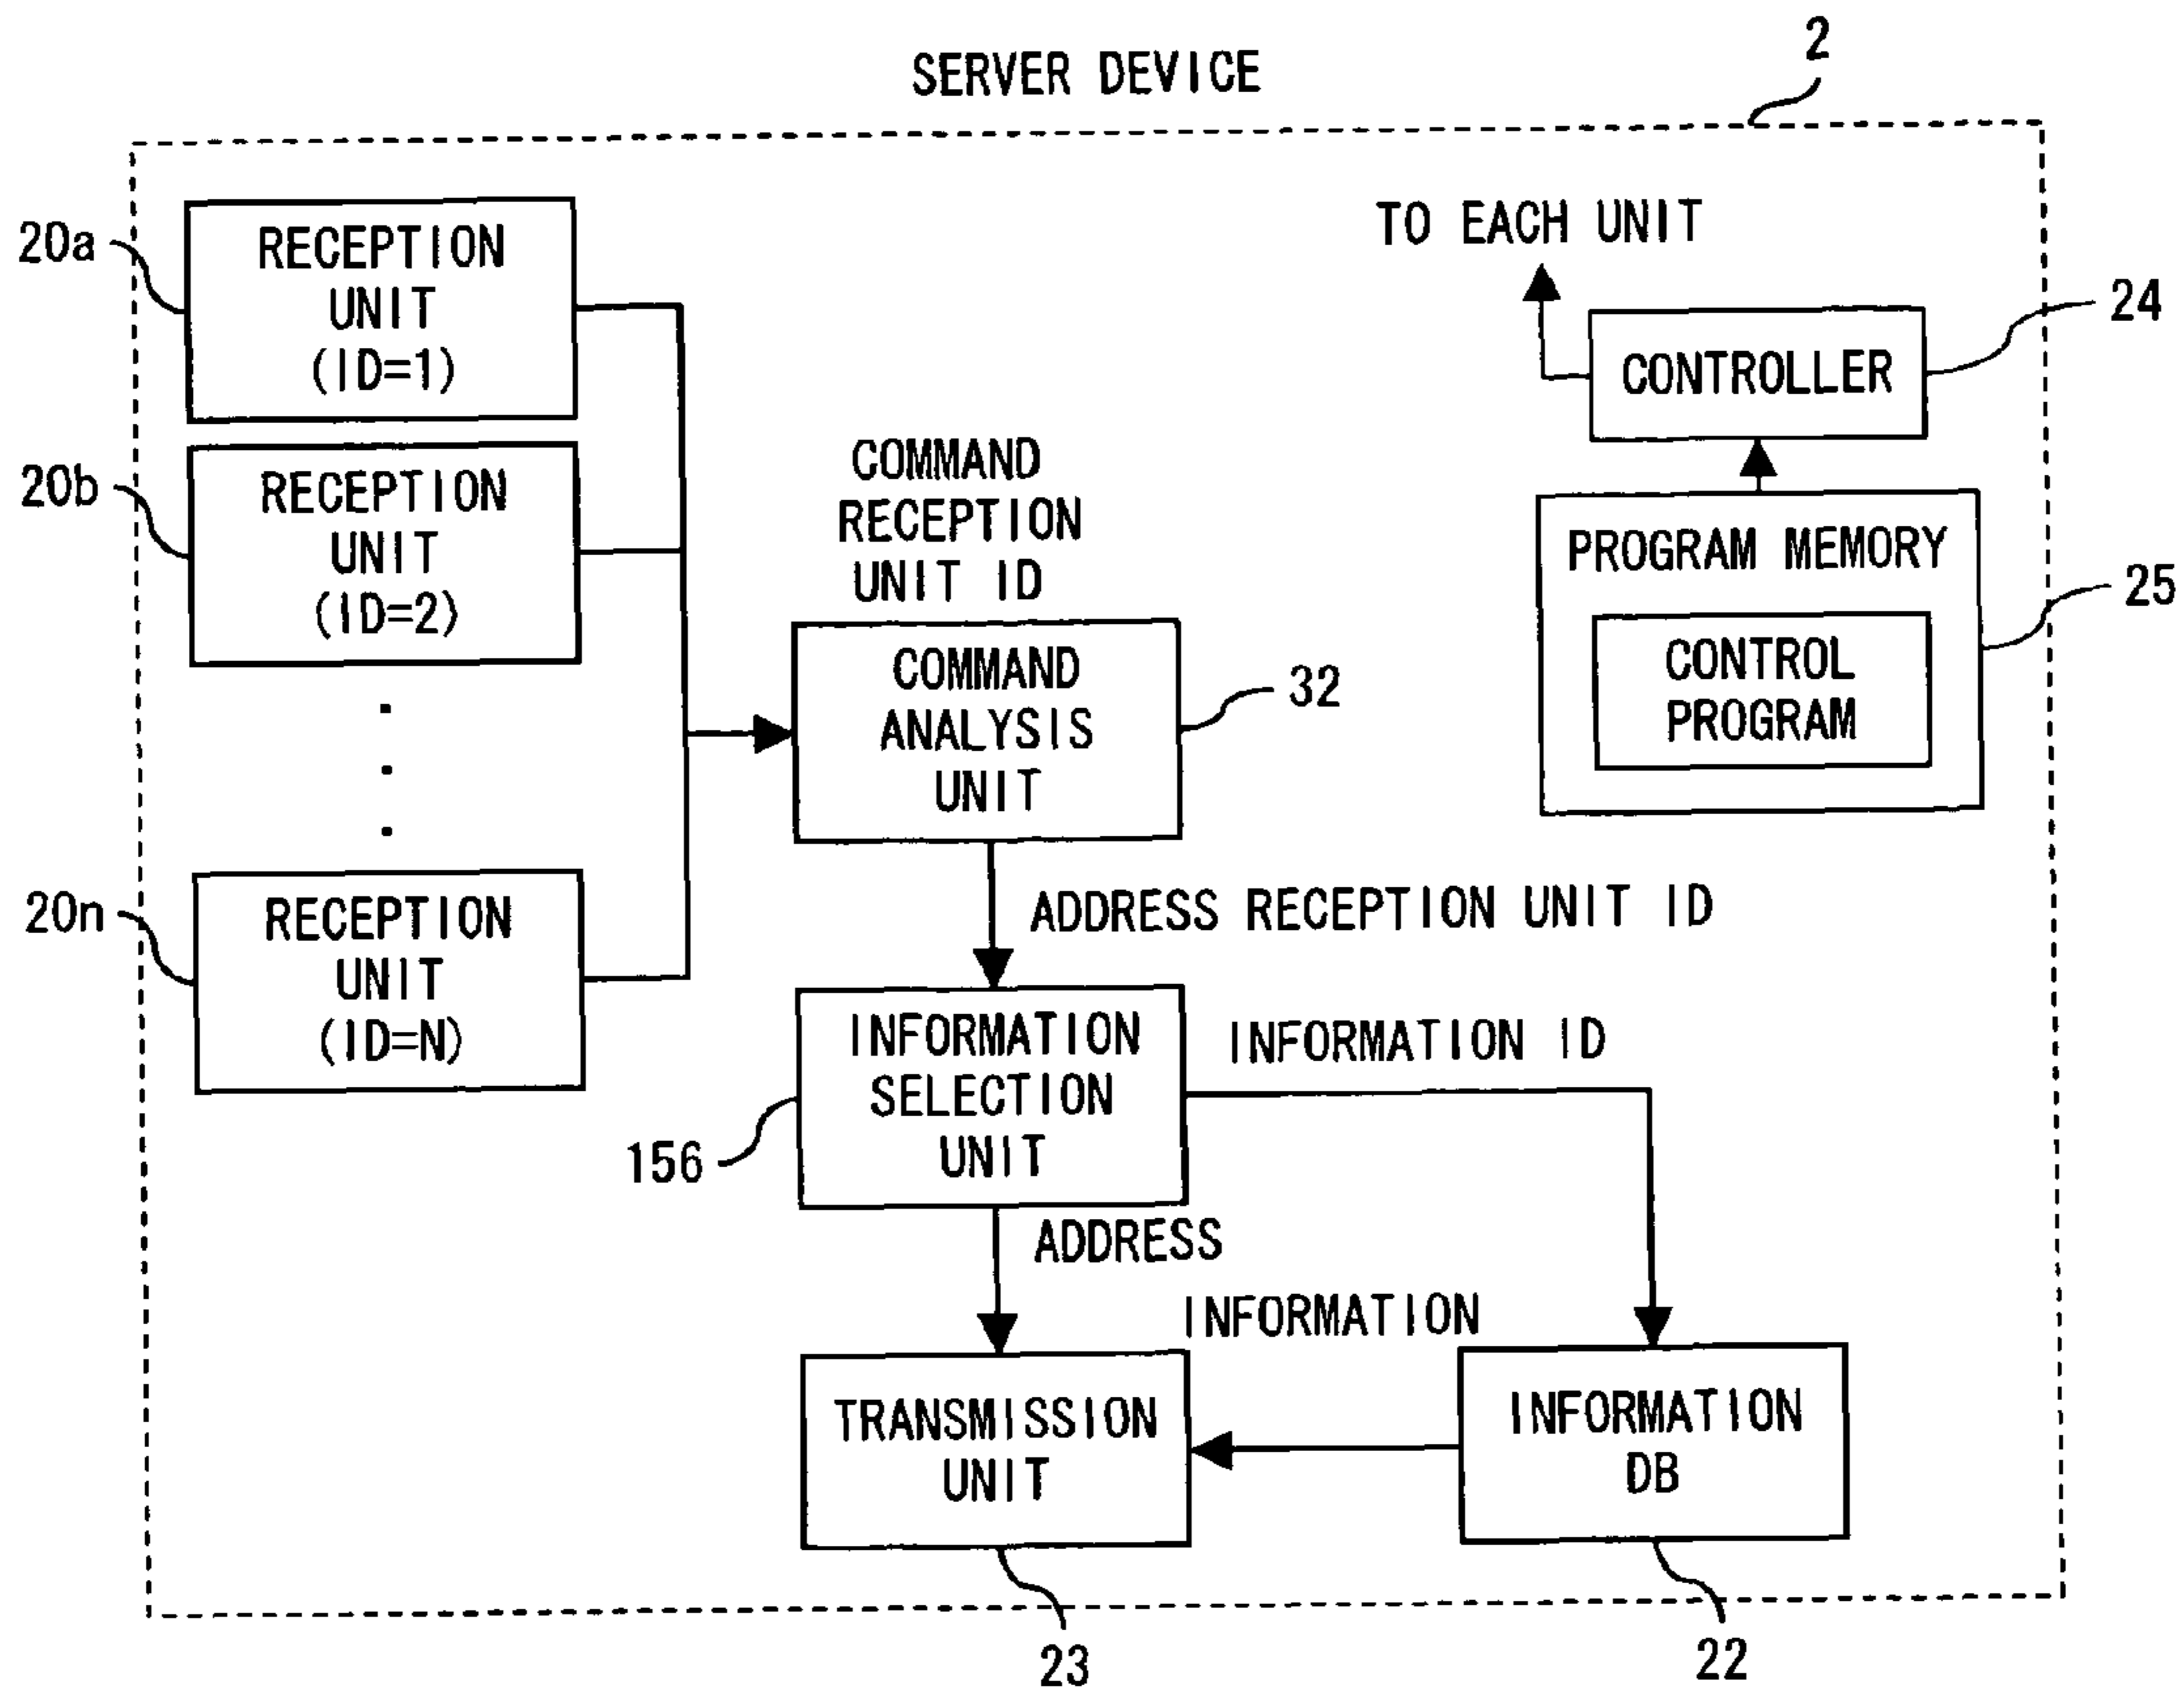 SERVER DEVICE
2
20a
RECEPTION
UNIT
(ID=1)
20b
RECEPTION
UNIT
(ID=2)
20n
RECEPTION
UNIT
(ID=N)
COMMAND
RECEPTION
UNIT ID
COMMAND
ANALYSIS
UNIT
32
TO EACH UNIT
CONTROLLER
24
PROGRAM MEMORY
CONTROL
PROGRAM
25
ADDRESS RECEPTION UNIT ID
INFORMATION
SELECTION
UNIT
156
INFORMATION ID
ADDRESS
INFORMATION
TRANSMISSION
UNIT
23
INFORMATION
DB
22